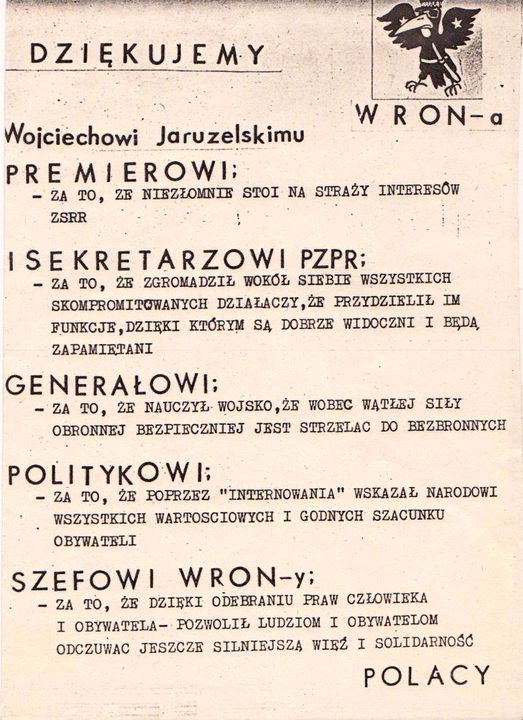 DZIĘKUJEMY
WRON-a
Wojciechowi Jaruzelskimu
PREMIEROWI;
- ZA TO, ŻE NIEZŁOMNIE STOI NA STRAŻY INTERESÓW
ZSRR
I SEKRETARZOWI PZPR;
- ZA TO, ŻE ZGROMADZIŁ WOKÓŁ SIEBIE WSZYSTKICH
SKOMPROMITOWANYCH DZIAŁACZY,ŻE PRZYDZIELIŁ IM
FUNKCJE,DZIĘKI KTÓRYM SĄ DOBRZE WIDOCZNI I BĘDĄ
ZAPAMIĘTANI
GENERAŁOWI;
- ZA TO, ŻE NAUCZYŁ WOJSKO,ŻE WOBEC WĄTŁEJ SIŁY
OBRONNEJ BEZPIECZNIEJ JEST STRZELAC DO BEZBRONNYCH
POLITYKOWI;
- ZA TO, ŻE POPRZEZ "INTERNOWANIA" WSKAZAŁ NARODOWI
WSZYSTKICH WARTOSCIOWYCH I GODNYCH SZACUNKU
OBYWATELI
SZEFOWI WRON-y;
- ZA TO, ŻE DZIĘKI ODEBRANIU PRAW CZŁOWIEKA
I OBYWATELA- POZWOLIŁ LUDZIOM I OBYWATELOM
ODCZUWAC JESZCZE SILNIEJSZĄ WIĘŹ I SOLIDARNOŚĆ
POLACY